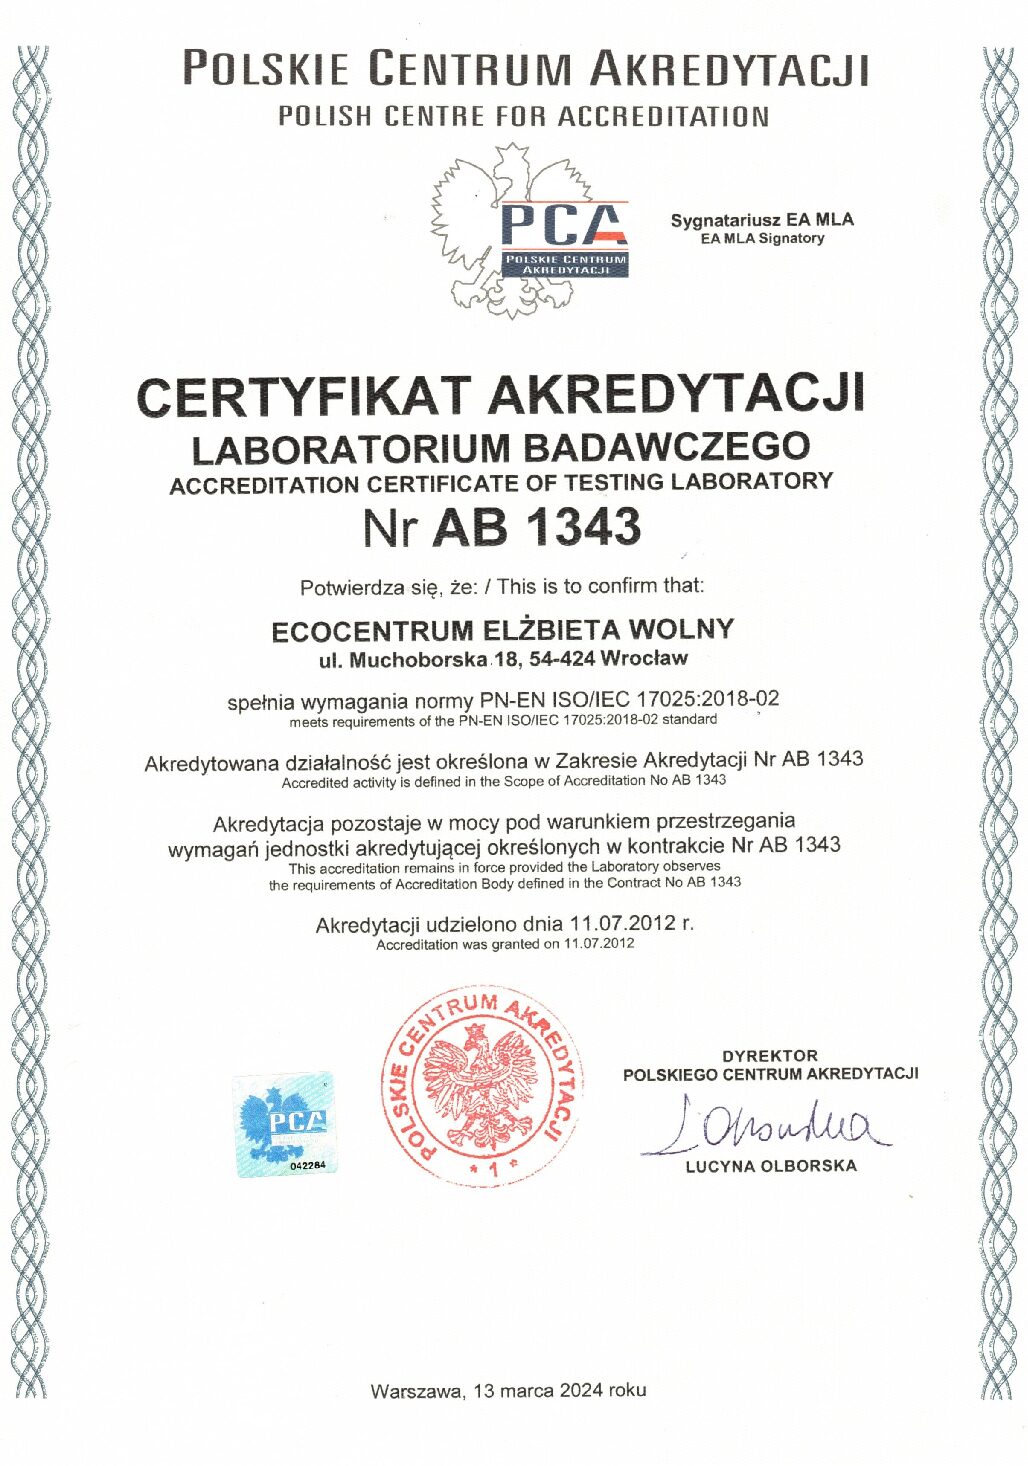 POLSKIE CENTRUM AKREDYTACJI
POLISH CENTRE FOR ACCREDITATION
PCA
POLSKIE CENTRUM
AKREDYTACJI
Sygnatariusz EA MLA
EA MLA Signatory
CERTYFIKAT AKREDYTACJI
LABORATORIUM BADAWCZEGO
ACCREDITATION CERTIFICATE OF TESTING LABORATORY
Nr AB 1343
Potwierdza się, że: / This is to confirm that:
ECOCENTRUM ELŻBIETA WOLNY
ul. Muchoborska 18, 54-424 Wrocław
spełnia wymagania normy PN-EN ISO/IEC 17025:2018-02
meets requirements of the PN-EN ISO/IEC 17025:2018-02 standard
Akredytowana działalność jest określona w Zakresie Akredytacji Nr AB 1343
Accredited activity is defined in the Scope of Accreditation No AB 1343
Akredytacja pozostaje w mocy pod warunkiem przestrzegania
wymagań jednostki akredytującej określonych w kontrakcie Nr AB 1343
This accreditation remains in force provided the Laboratory observes
the requirements of Accreditation Body defined in the Contract No AB 1343
Akredytacji udzielono dnia 11.07.2012 r.
Accreditation was granted on 11.07.2012
POLSKIE CENTRUM AKREDYTACJI
* 1 *
PCA
042284
DYREKTOR
POLSKIEGO CENTRUM AKREDYTACJI
L Olborska
LUCYNA OLBORSKA
Warszawa, 13 marca 2024 roku